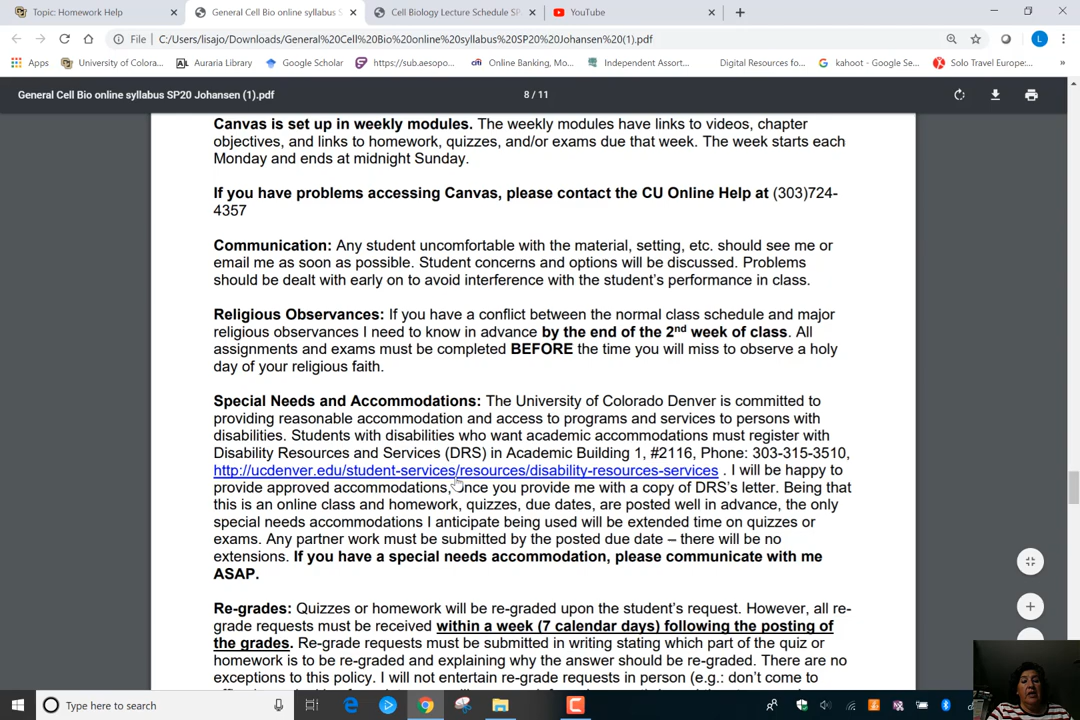 Topic: Homework Help
General Cell Bio online syllabus S
Cell Biology Lecture Schedule SP
YouTube
File
C:/Users/lisajo/Downloads/General%20Cell%20Bio%20online%20syllabus%20SP20%20Johansen%20(1).pdf
L
Apps
University of Colora...
Auraria Library
Google Scholar
https://sub.aesopo...
Online Banking, Mo...
Independent Assort...
Digital Resources fo...
kahoot - Google Se...
Solo Travel Europe:...
General Cell Bio online syllabus SP20 Johansen (1).pdf
8 / 11
Canvas is set up in weekly modules. The weekly modules have links to videos, chapter
objectives, and links to homework, quizzes, and/or exams due that week. The week starts each
Monday and ends at midnight Sunday.
If you have problems accessing Canvas, please contact the CU Online Help at (303)724-
4357
Communication: Any student uncomfortable with the material, setting, etc. should see me or
email me as soon as possible. Student concerns and options will be discussed. Problems
should be dealt with early on to avoid interference with the student's performance in class.
Religious Observances: If you have a conflict between the normal class schedule and major
religious observances I need to know in advance by the end of the 2nd week of class. All
assignments and exams must be completed BEFORE the time you will miss to observe a holy
day of your religious faith.
Special Needs and Accommodations: The University of Colorado Denver is committed to
providing reasonable accommodation and access to programs and services to persons with
disabilities. Students with disabilities who want academic accommodations must register with
Disability Resources and Services (DRS) in Academic Building 1, #2116, Phone: 303-315-3510,
http://ucdenver.edu/student-services/resources/disability-resources-services . I will be happy to
provide approved accommodations, once you provide me with a copy of DRS's letter. Being that
this is an online class and homework, quizzes, due dates, are posted well in advance, the only
special needs accommodations I anticipate being used will be extended time on quizzes or
exams. Any partner work must be submitted by the posted due date – there will be no
extensions. If you have a special needs accommodation, please communicate with me
ASAP.
Re-grades: Quizzes or homework will be re-graded upon the student's request. However, all re-
grade requests must be received within a week (7 calendar days) following the posting of
the grades. Re-grade requests must be submitted in writing stating which part of the quiz or
homework is to be re-graded and explaining why the answer should be re-graded. There are no
exceptions to this policy. I will not entertain re-grade requests in person (e.g.: don't come to
Type here to search